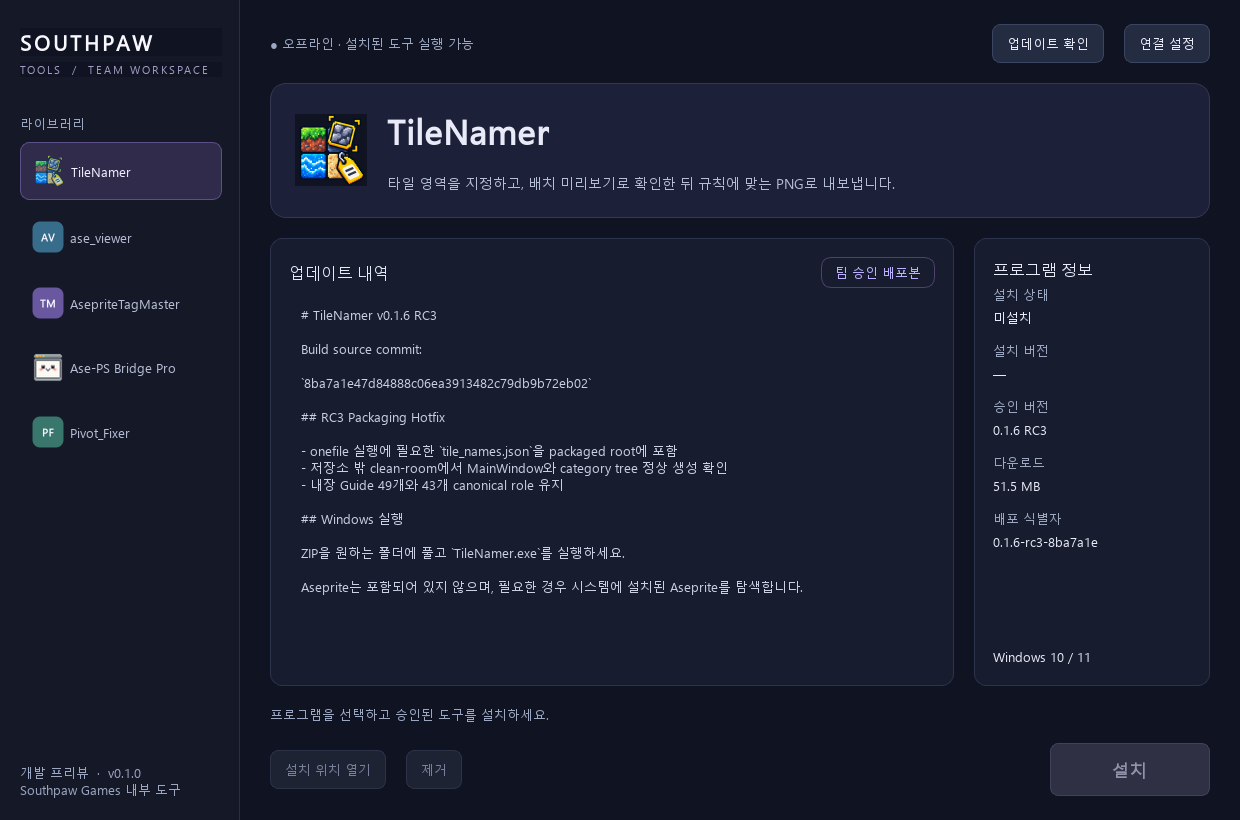 SOUTHPAW
TOOLS / TEAM WORKSPACE
라이브러리
TileNamer
AV ase_viewer
TM AsepriteTagMaster
Ase-PS Bridge Pro
PF Pivot_Fixer
개발 프리뷰 · v0.1.0
Southpaw Games 내부 도구
● 오프라인 · 설치된 도구 실행 가능
업데이트 확인
연결 설정
TileNamer
타일 영역을 지정하고, 배치 미리보기로 확인한 뒤 규칙에 맞는 PNG로 내보냅니다.
업데이트 내역
팀 승인 배포본
# TileNamer v0.1.6 RC3
Build source commit:
`8ba7a1e47d84888c06ea3913482c79db9b72eb02`
## RC3 Packaging Hotfix
- onefile 실행에 필요한 `tile_names.json`을 packaged root에 포함
- 저장소 밖 clean-room에서 MainWindow와 category tree 정상 생성 확인
- 내장 Guide 49개와 43개 canonical role 유지
## Windows 실행
ZIP을 원하는 폴더에 풀고 `TileNamer.exe`를 실행하세요.
Aseprite는 포함되어 있지 않으며, 필요한 경우 시스템에 설치된 Aseprite를 탐색합니다.
프로그램 정보
설치 상태
미설치
설치 버전
—
승인 버전
0.1.6 RC3
다운로드
51.5 MB
배포 식별자
0.1.6-rc3-8ba7a1e
Windows 10 / 11
프로그램을 선택하고 승인된 도구를 설치하세요.
설치 위치 열기
제거
설치